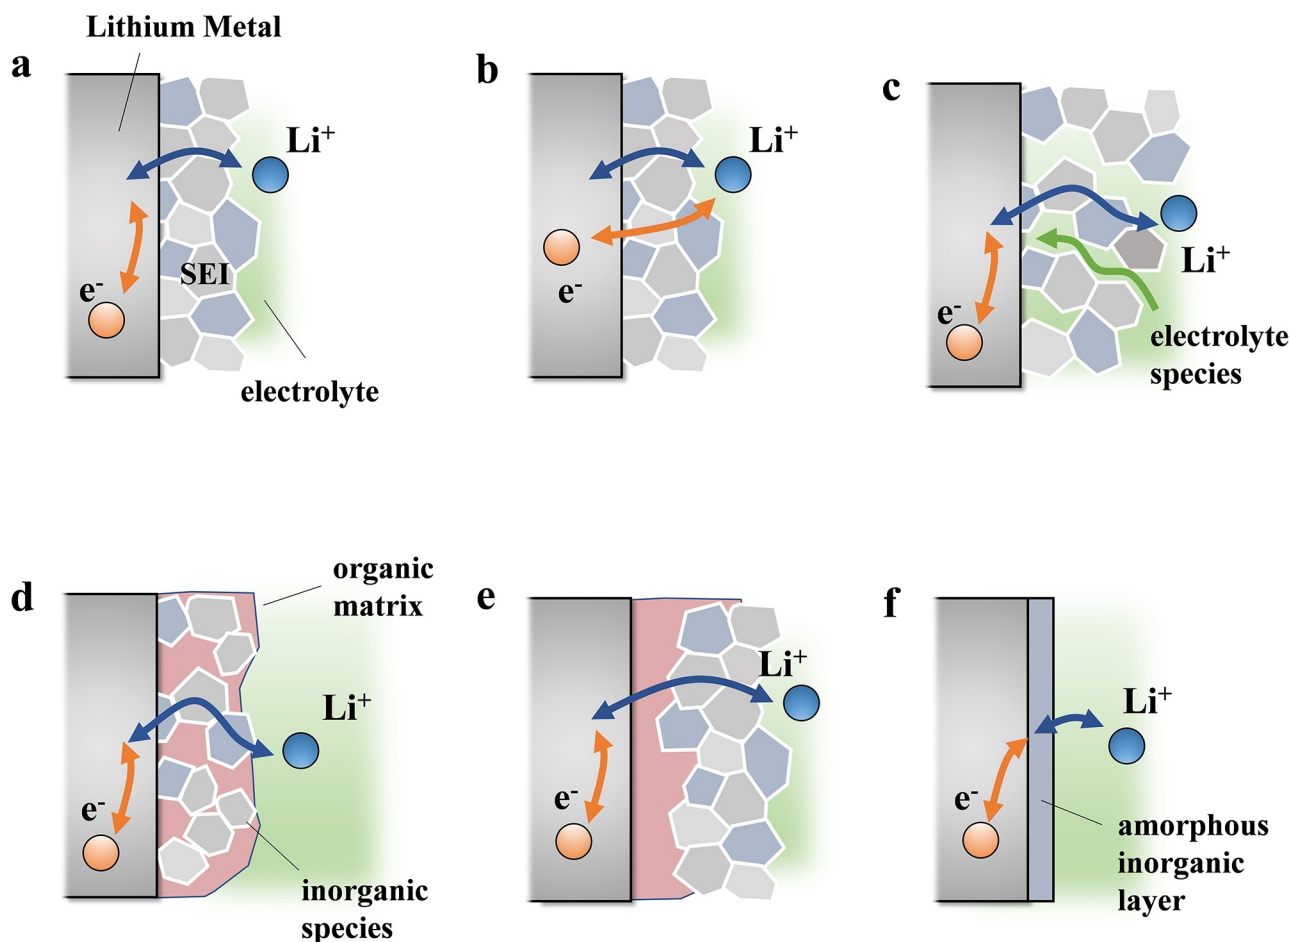 Lithium Metal
a
Li⁺
e⁻
SEI
electrolyte
b
Li⁺
e⁻
c
Li⁺
e⁻
electrolyte
species
d
organic
matrix
Li⁺
e⁻
inorganic
species
e
Li⁺
e⁻
f
Li⁺
e⁻
amorphous
inorganic
layer